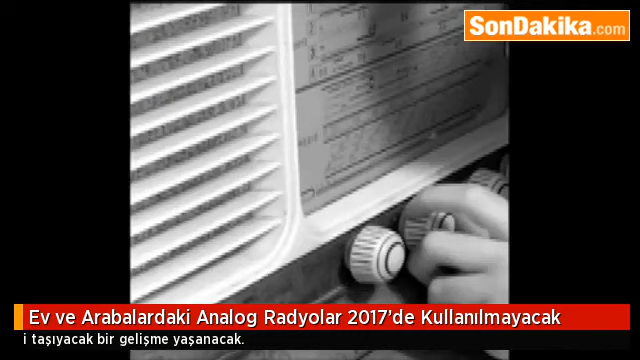 SonDakika.com
Ev ve Arabalardaki Analog Radyolar 2017’de Kullanılmayacak
i taşıyacak bir gelişme yaşanacak.